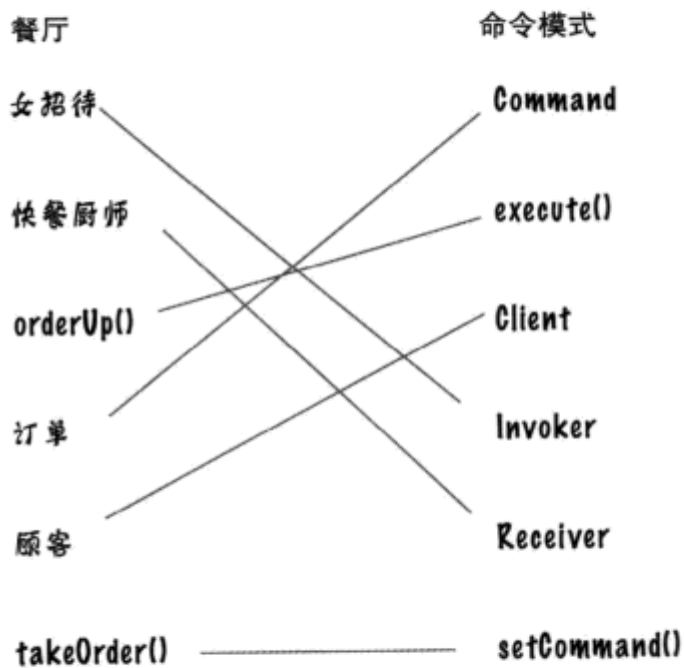 餐厅
命令模式
女招待
Command
快餐厨师
execute()
orderUp()
Client
订单
Invoker
顾客
Receiver
takeOrder()
setCommand()